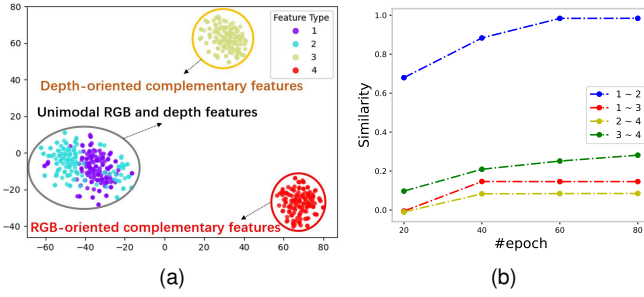 80
60
40
20
0
−20
−40
−60
−40
−20
0
20
40
60
80
Feature Type
1
2
3
4
Depth-oriented complementary features
Unimodal RGB and depth features
RGB-oriented complementary features
(a)
1.0
0.8
0.6
0.4
0.2
0.0
Similarity
20
40
60
80
#epoch
1 ~ 2
1 ~ 3
2 ~ 4
3 ~ 4
(b)